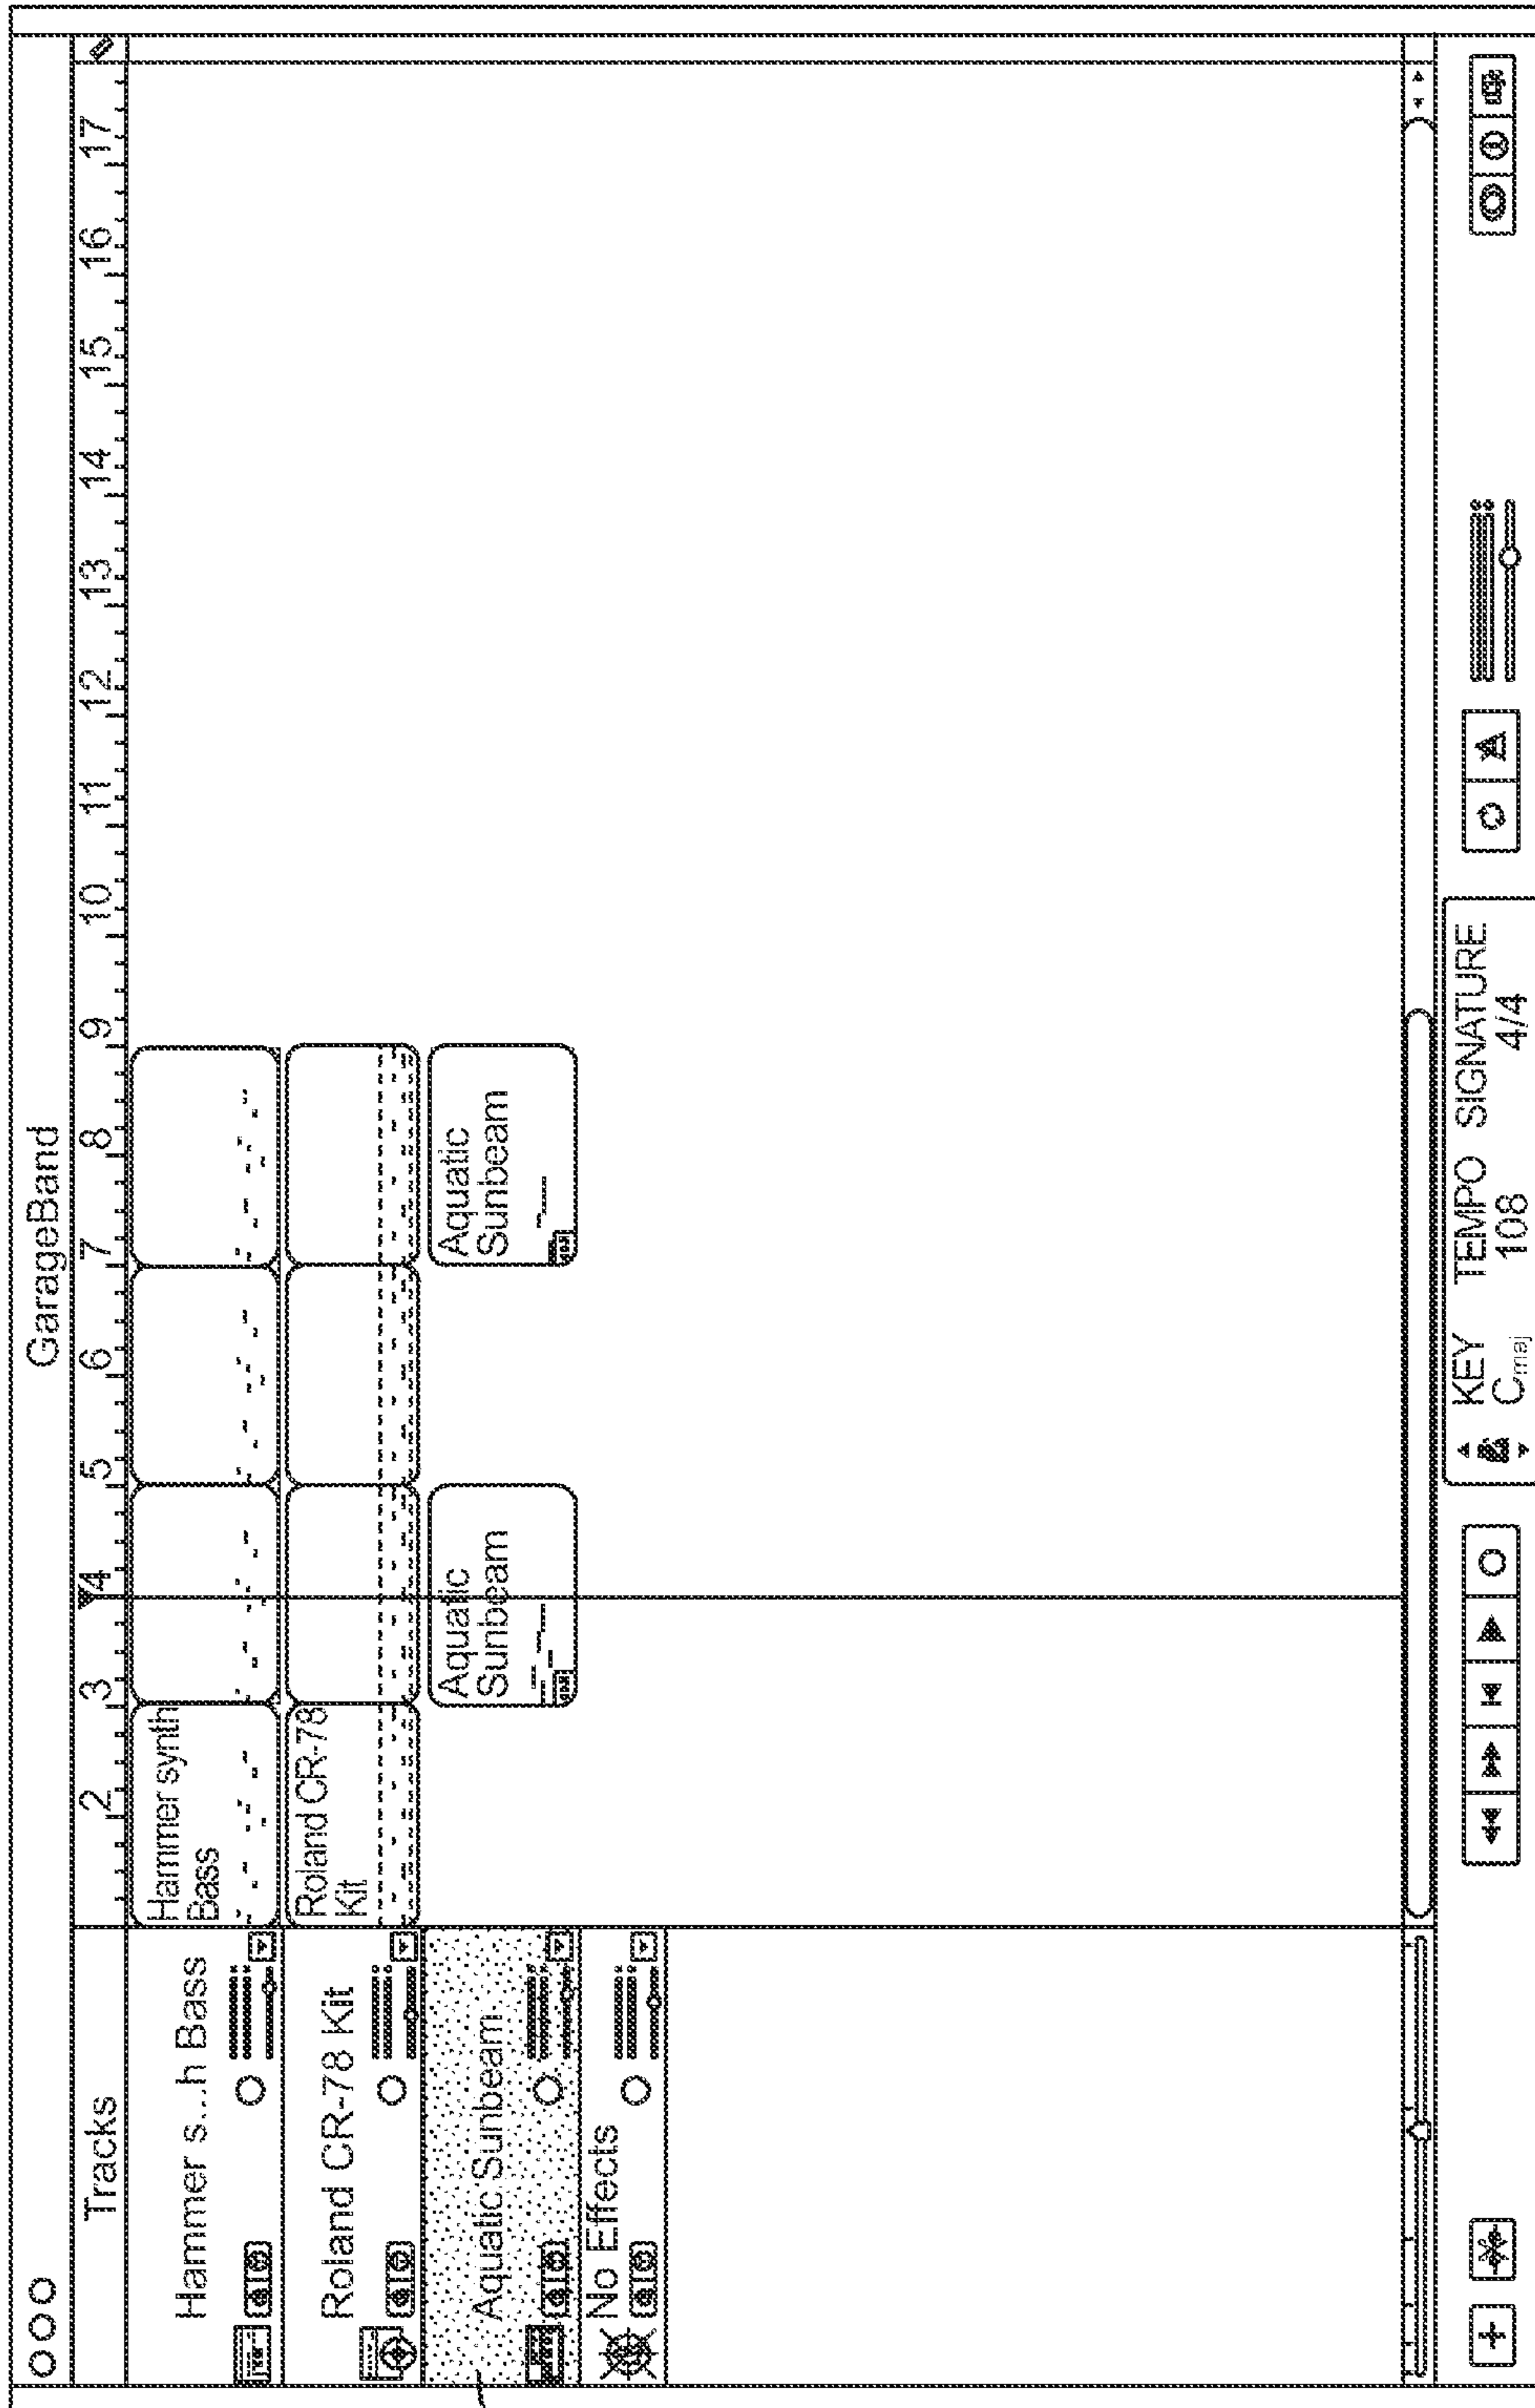 GarageBand
Tracks
2 3 4 5 6 7 8 9 10 11 12 13 14 15 16 17
Hammer s...h Bass
Hammer synth
Bass
Roland CR-78 Kit
Roland CR-78
Kit
Aquatic Sunbeam
Aquatic
Sunbeam
Aquatic
Sunbeam
No Effects
KEY TEMPO SIGNATURE
Cmaj 108 4/4